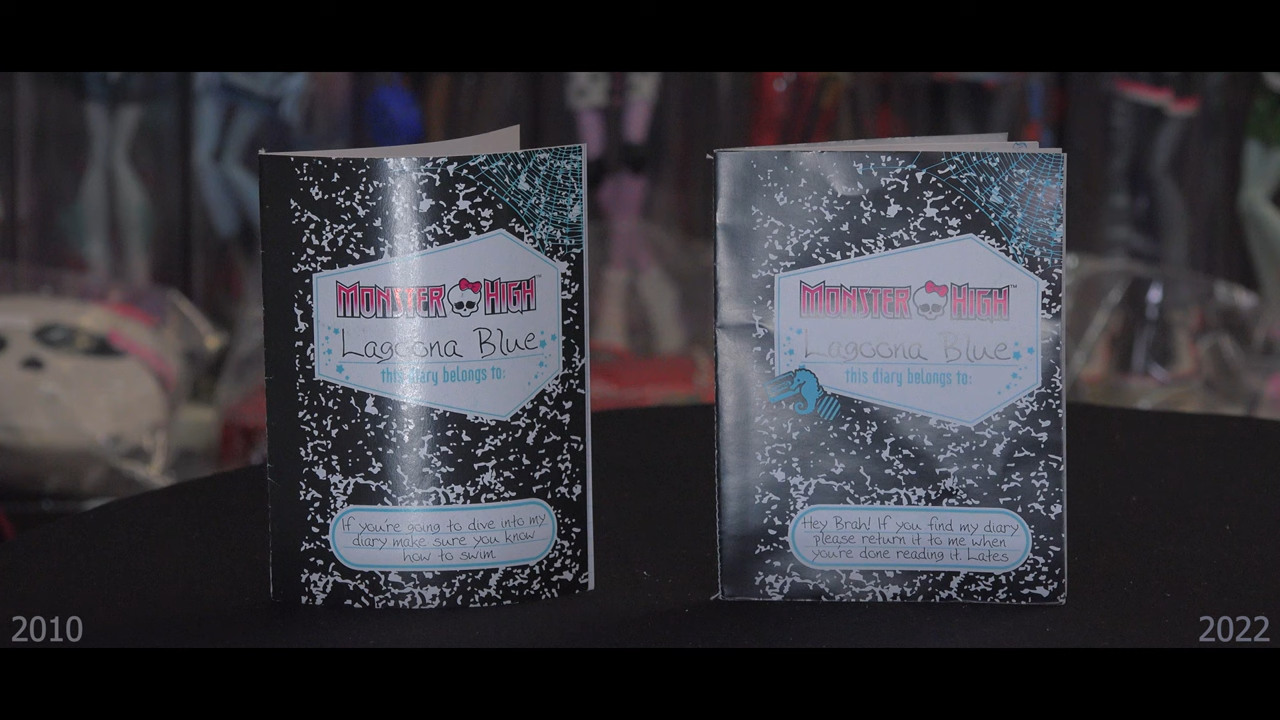 MONSTER HIGH™
Lagoona Blue
this diary belongs to:
If you're going to dive into my
diary make sure you know
how to swim.
2010
MONSTER HIGH™
Lagoona Blue
this diary belongs to:
Hey Brah! If you find my diary
please return it to me when
you're done reading it. Lates
2022